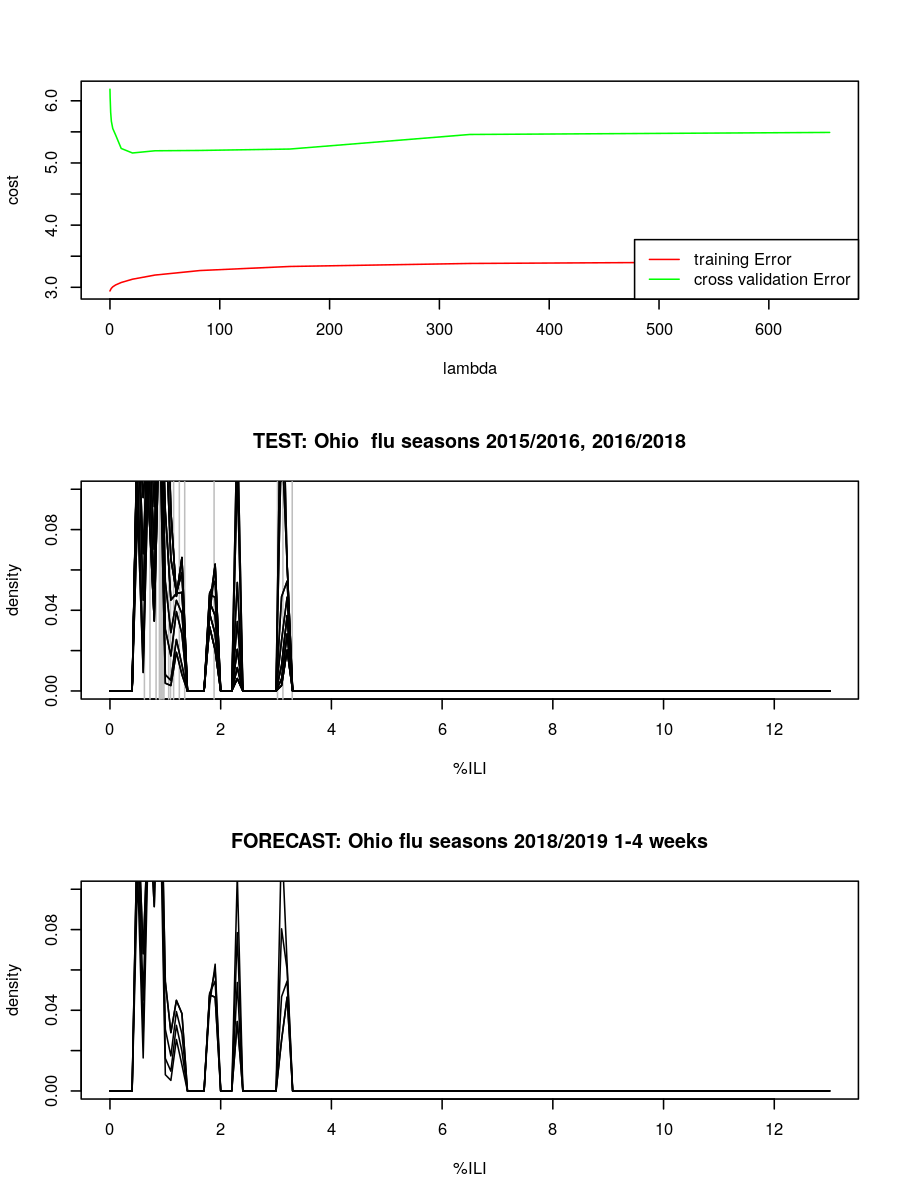 6.0
5.0
4.0
3.0
cost
training Error
cross validation Error
0 100 200 300 400 500 600
lambda
TEST: Ohio  flu seasons 2015/2016, 2016/2018
0.08
0.04
0.00
density
0 2 4 6 8 10 12
%ILI
FORECAST: Ohio flu seasons 2018/2019 1-4 weeks
0.08
0.04
0.00
density
0 2 4 6 8 10 12
%ILI